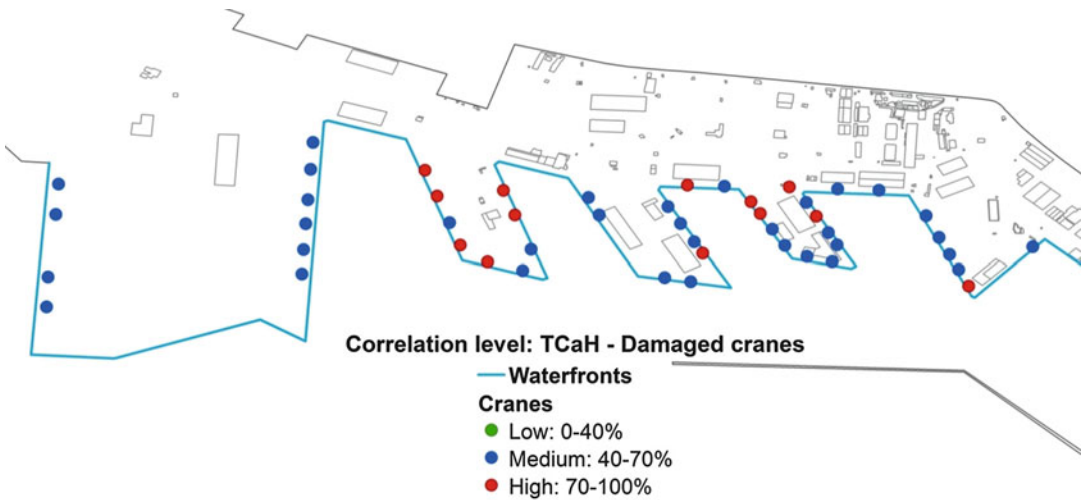 Correlation level: TCaH - Damaged cranes
Waterfronts
Cranes
Low: 0-40%
Medium: 40-70%
High: 70-100%